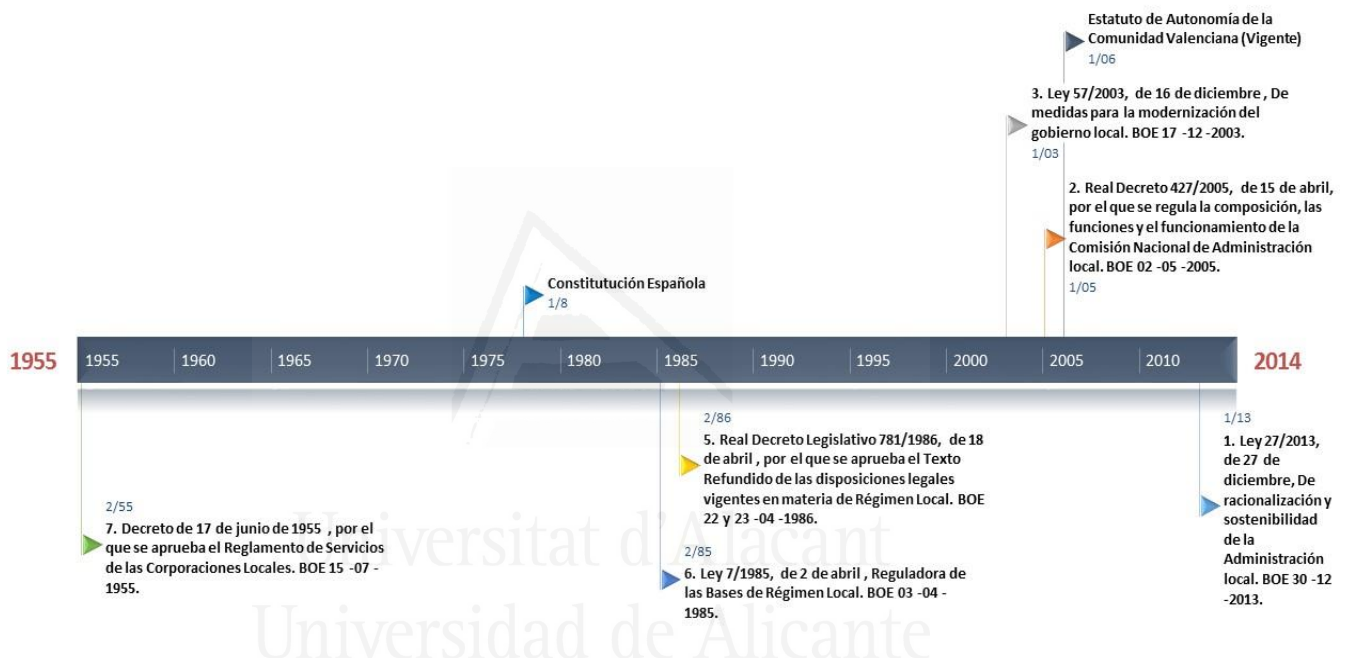 Estatuto de Autonomía de la
Comunidad Valenciana (Vigente)
1/06
3. Ley 57/2003, de 16 de diciembre , De
medidas para la modernización del
gobierno local. BOE 17 -12 -2003.
1/03
2. Real Decreto 427/2005, de 15 de abril,
por el que se regula la composición, las
funciones y el funcionamiento de la
Comisión Nacional de Administración
local. BOE 02 -05 -2005.
1/05
Constitutución Española
1/8
1955
1955 1960 1965 1970 1975 1980 1985 1990 1995 2000 2005 2010
2014
2/86
5. Real Decreto Legislativo 781/1986, de 18
de abril , por el que se aprueba el Texto
Refundido de las disposiciones legales
vigentes en materia de Régimen Local. BOE
22 y 23 -04 -1986.
1/13
1. Ley 27/2013,
de 27 de
diciembre, De
racionalización y
sostenibilidad
de la
Administración
local. BOE 30 -12
-2013.
2/55
7. Decreto de 17 de junio de 1955 , por el
que se aprueba el Reglamento de Servicios
de las Corporaciones Locales. BOE 15 -07 -
1955.
2/85
6. Ley 7/1985, de 2 de abril , Reguladora de
las Bases de Régimen Local. BOE 03 -04 -
1985.
Universitat d'Alacant
Universidad de Alicante